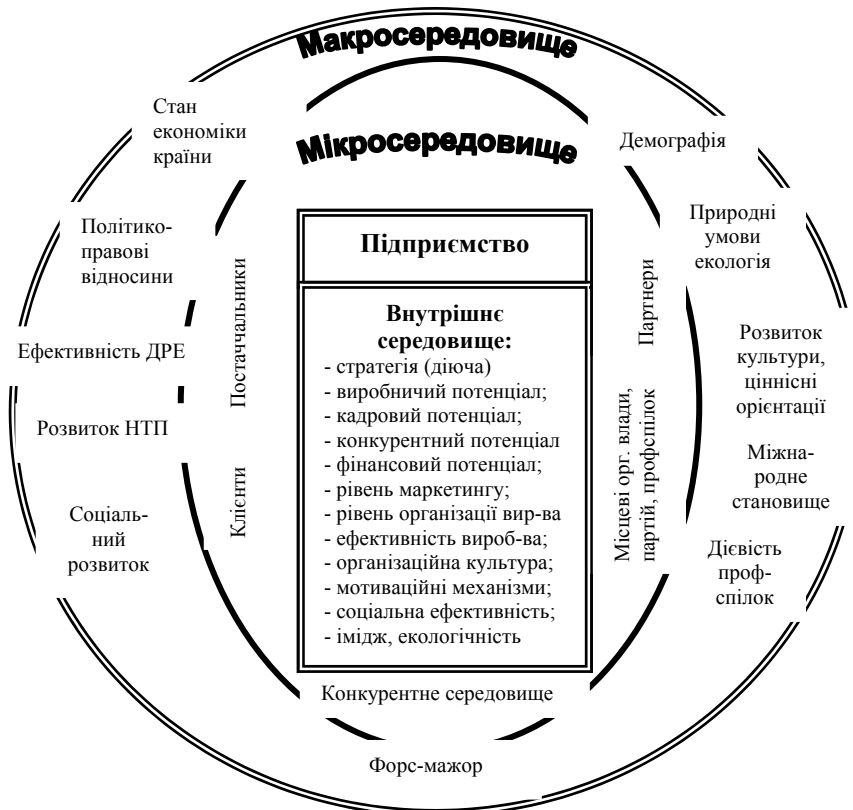 Макросередовище
Мікросередовище
Стан
економіки
країни
Політико-
правові
відносини
Ефективність ДРЕ
Розвиток НТП
Соціаль-
ний
розвиток
Постаччальники
Клієнти
Підприємство
Внутрішнє
середовище:
- стратегія (діюча)
- виробничий потенціал;
- кадровий потенціал;
- конкурентний потенціал
- фінансовий потенціал;
- рівень маркетингу;
- рівень організації вир-ва
- ефективність вироб-ва;
- організаційна культура;
- мотиваційні механізми;
- соціальна ефективність;
- імідж, екологічність
Партнери
Місцеві орг. влади,
партій, профспілок
Демографія
Природні
умови
екологія
Розвиток
культури,
ціннісні
орієнтації
Міжна-
родне
становище
Дієвість
проф-
спілок
Конкурентне середовище
Форс-мажор